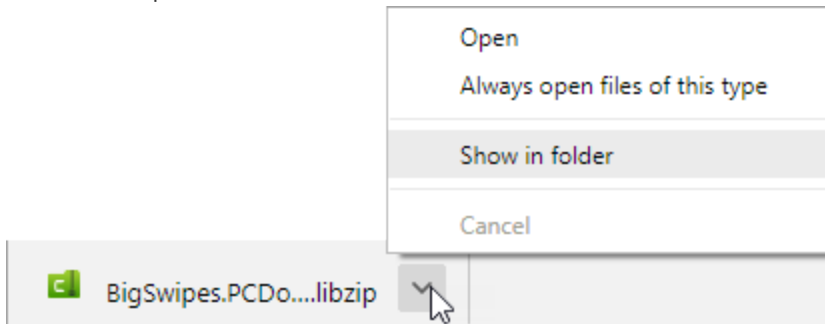 Open
Always open files of this type
Show in folder
Cancel
BigSwipes.PCDo....libzip